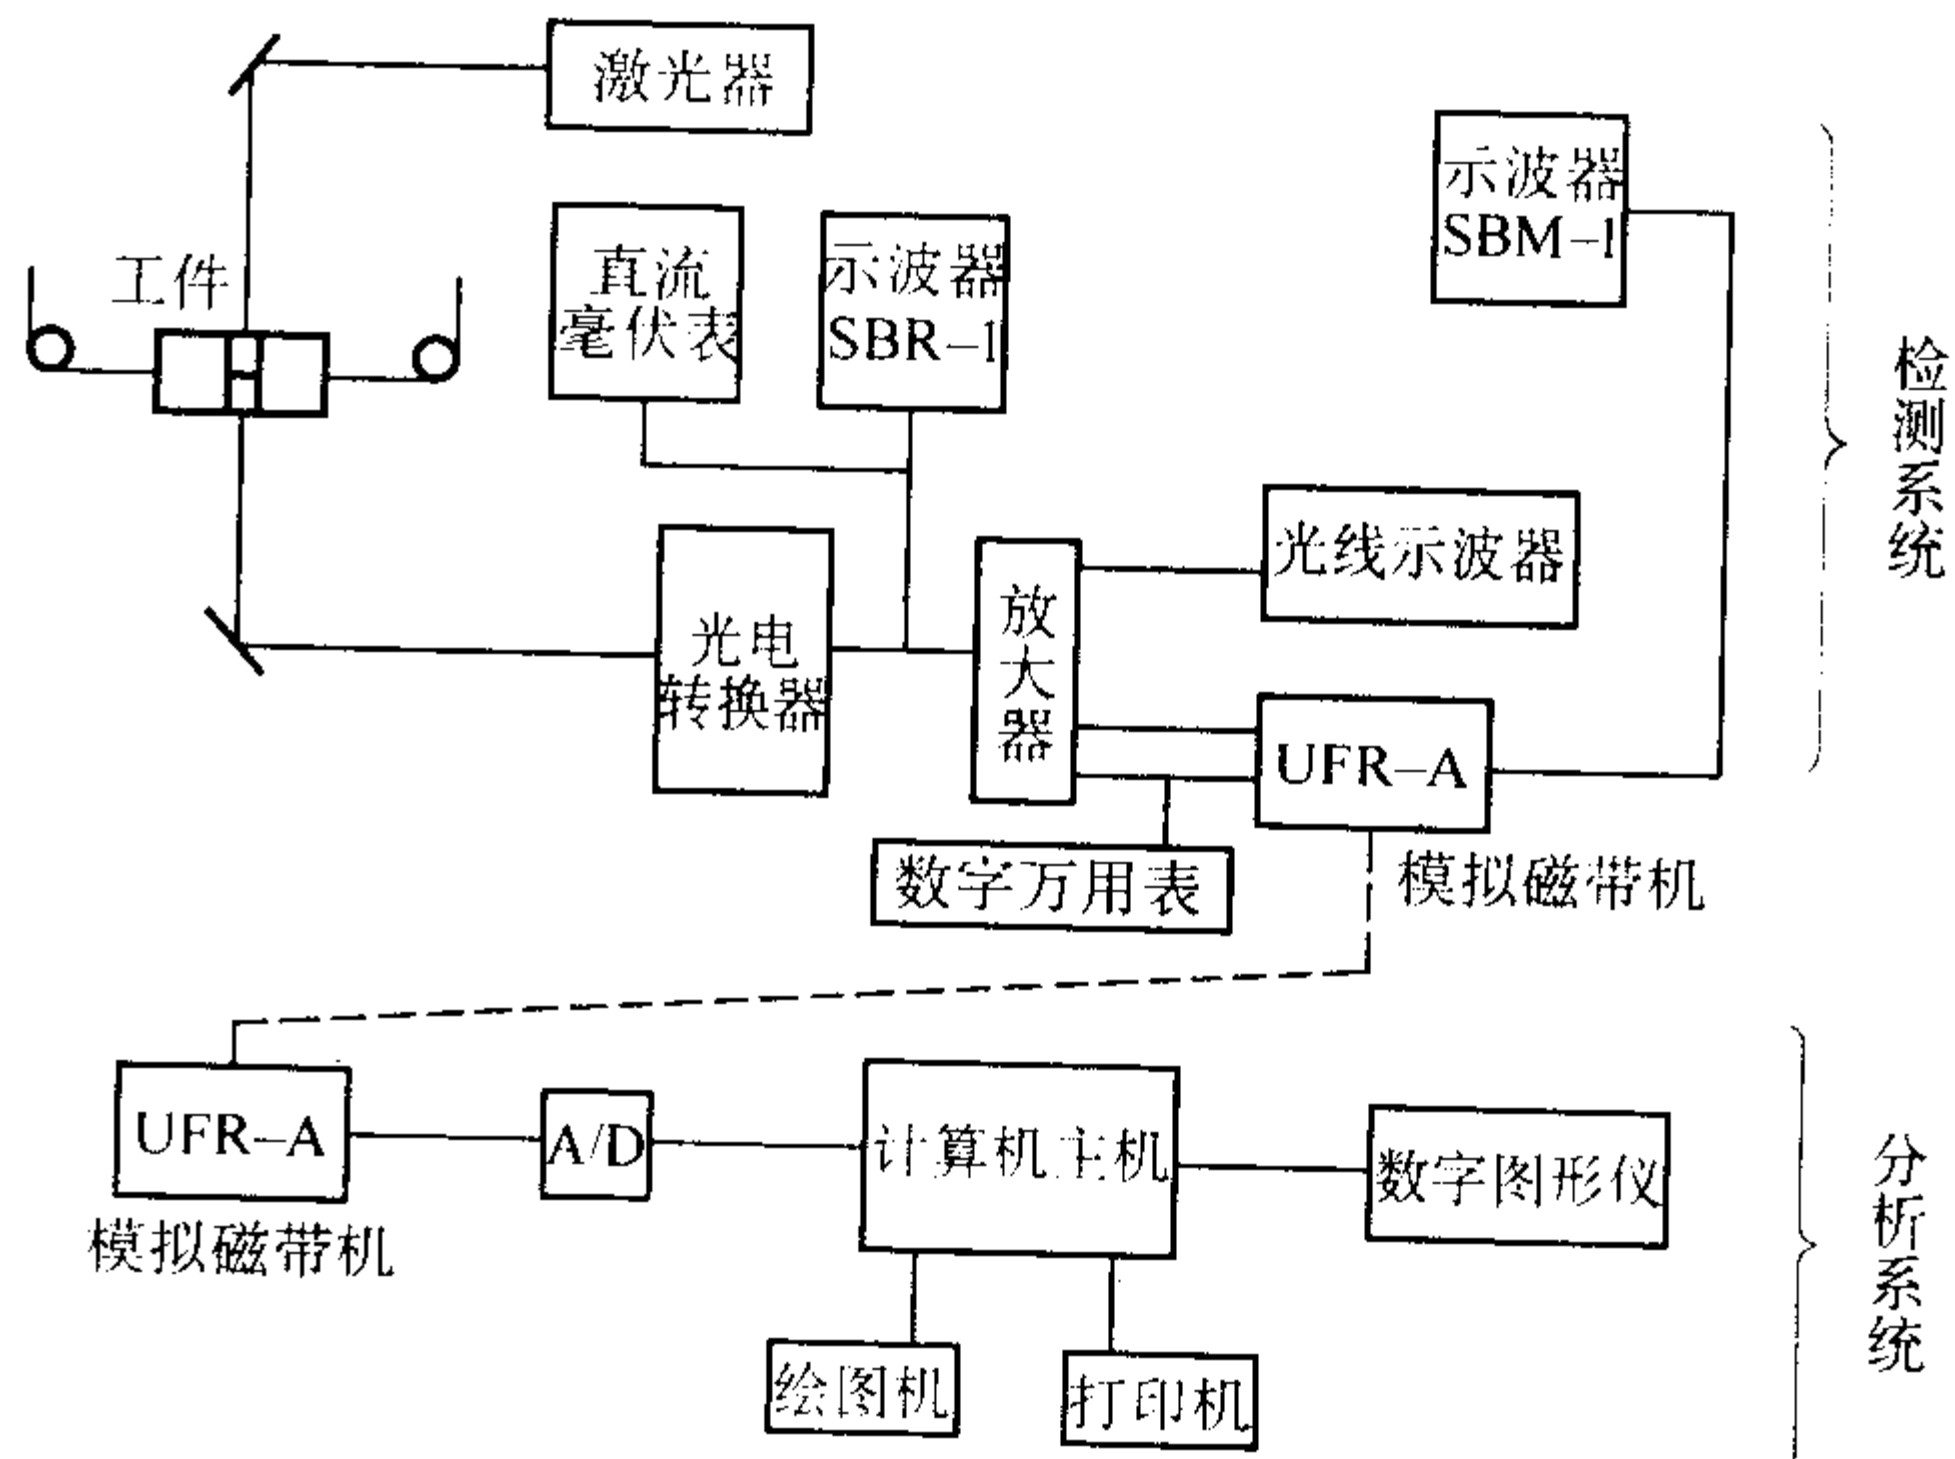 激光器
示波器
SBM-1
工件
直流
毫伏表
示波器
SBR-1
检测系统
光线示波器
光电
转换器
放大器
UFR-A
数字万用表
模拟磁带机
UFR-A
A/D
计算机主机
数字图形仪
模拟磁带机
分析系统
绘图机
打印机